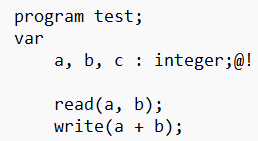 program test;
var
    a, b, c : integer;@!

    read(a, b);
    write(a + b);